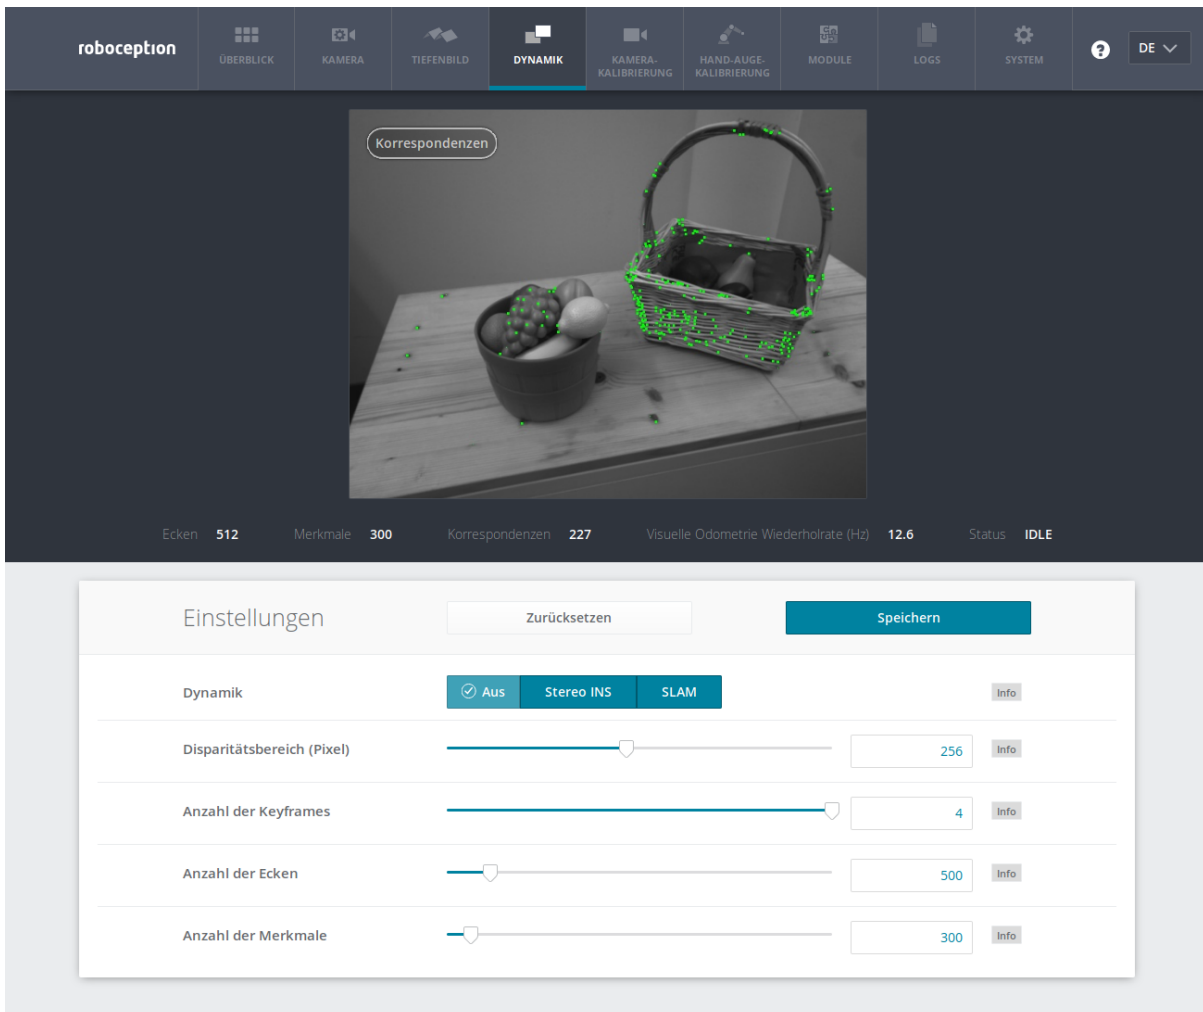 roboception
ÜBERBLICK
KAMERA
TIEFENBILD
DYNAMIK
KAMERA-
KALIBRIERUNG
HAND-AUGE-
KALIBRIERUNG
MODULE
LOGS
SYSTEM
?
DE
Korrespondenzen
Ecken 512 Merkmale 300 Korrespondenzen 227 Visuelle Odometrie Wiederholrate (Hz) 12.6 Status IDLE
Einstellungen Zurücksetzen Speichern
Dynamik Aus Stereo INS SLAM Info
Disparitätsbereich (Pixel) 256 Info
Anzahl der Keyframes 4 Info
Anzahl der Ecken 500 Info
Anzahl der Merkmale 300 Info